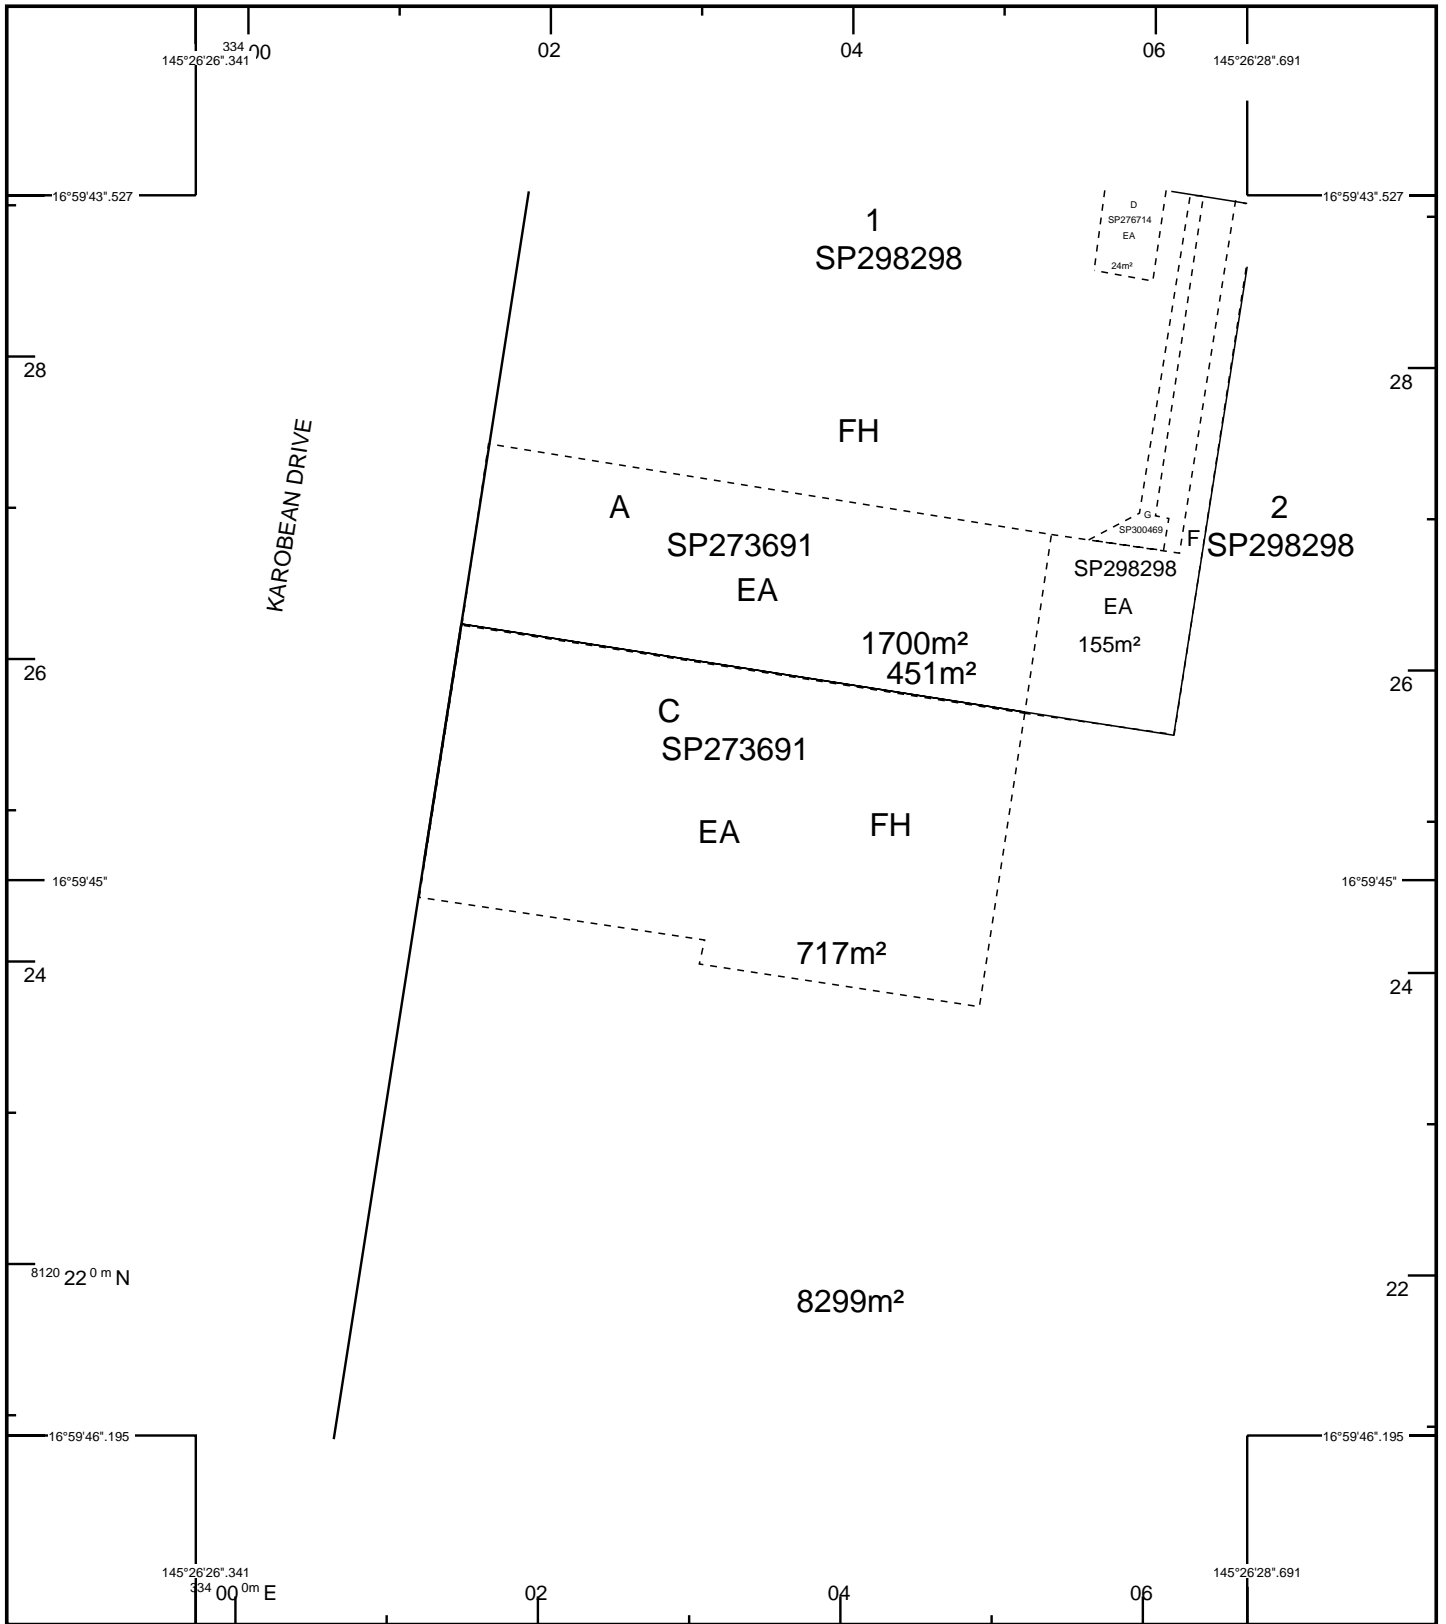 334 00 02 04 06
145°26'26".341 145°26'28".691
16°59'43".527 16°59'43".527
D
SP276714
EA
24m²
1
SP298298
28 28
FH
KAROBEAN DRIVE
A
SP273691
EA
G
SP300469
F
2
SP298298
SP298298
EA
155m²
1700m²
451m²
26 26
C
SP273691
EA FH
16°59'45" 16°59'45"
717m²
24 24
8120 22 0 m N 22
8299m²
16°59'46".195 16°59'46".195
145°26'26".341 145°26'28".691
334 00 0m E 02 04 06